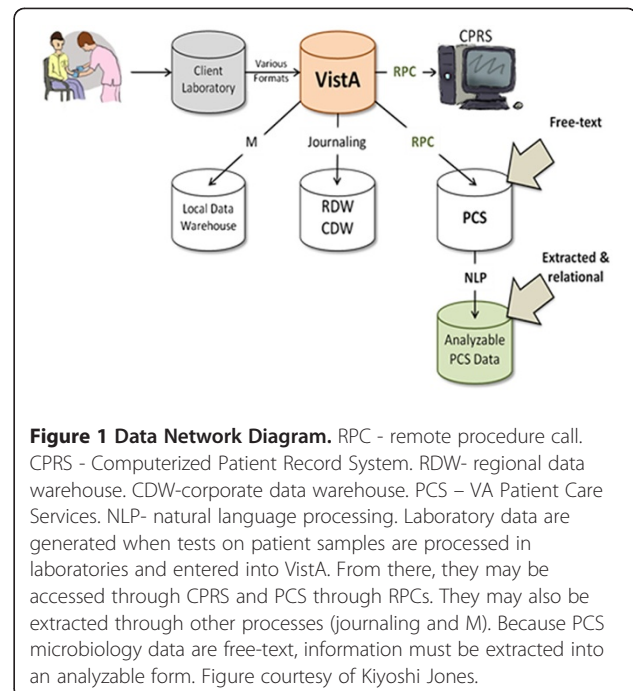 CPRS
Client
Laboratory
Various
Formats
VistA
RPC
Free-text
M
Journaling
RPC
Local Data
Warehouse
RDW
CDW
PCS
NLP
Extracted &
relational
Analyzable
PCS Data
Figure 1 Data Network Diagram. RPC - remote procedure call.
CPRS - Computerized Patient Record System. RDW- regional data
warehouse. CDW-corporate data warehouse. PCS – VA Patient Care
Services. NLP- natural language processing. Laboratory data are
generated when tests on patient samples are processed in
laboratories and entered into VistA. From there, they may be
accessed through CPRS and PCS through RPCs. They may also be
extracted through other processes (journaling and M). Because PCS
microbiology data are free-text, information must be extracted into
an analyzable form. Figure courtesy of Kiyoshi Jones.